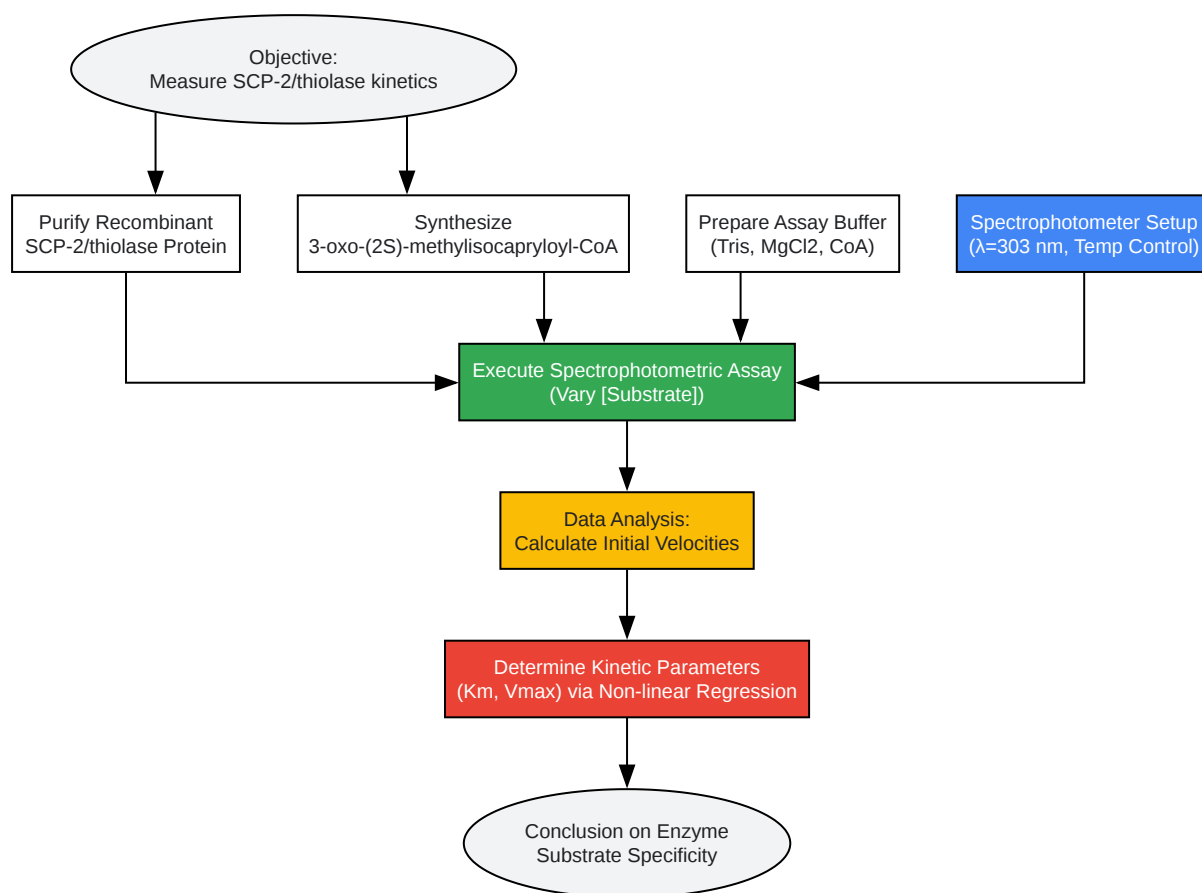 Objective:
Measure SCP-2/thiolase kinetics
Purify Recombinant
SCP-2/thiolase Protein
Synthesize
3-oxo-(2S)-methylisocapryloyl-CoA
Prepare Assay Buffer
(Tris, MgCl2, CoA)
Spectrophotometer Setup
(λ=303 nm, Temp Control)
Execute Spectrophotometric Assay
(Vary [Substrate])
Data Analysis:
Calculate Initial Velocities
Determine Kinetic Parameters
(Km, Vmax) via Non-linear Regression
Conclusion on Enzyme
Substrate Specificity